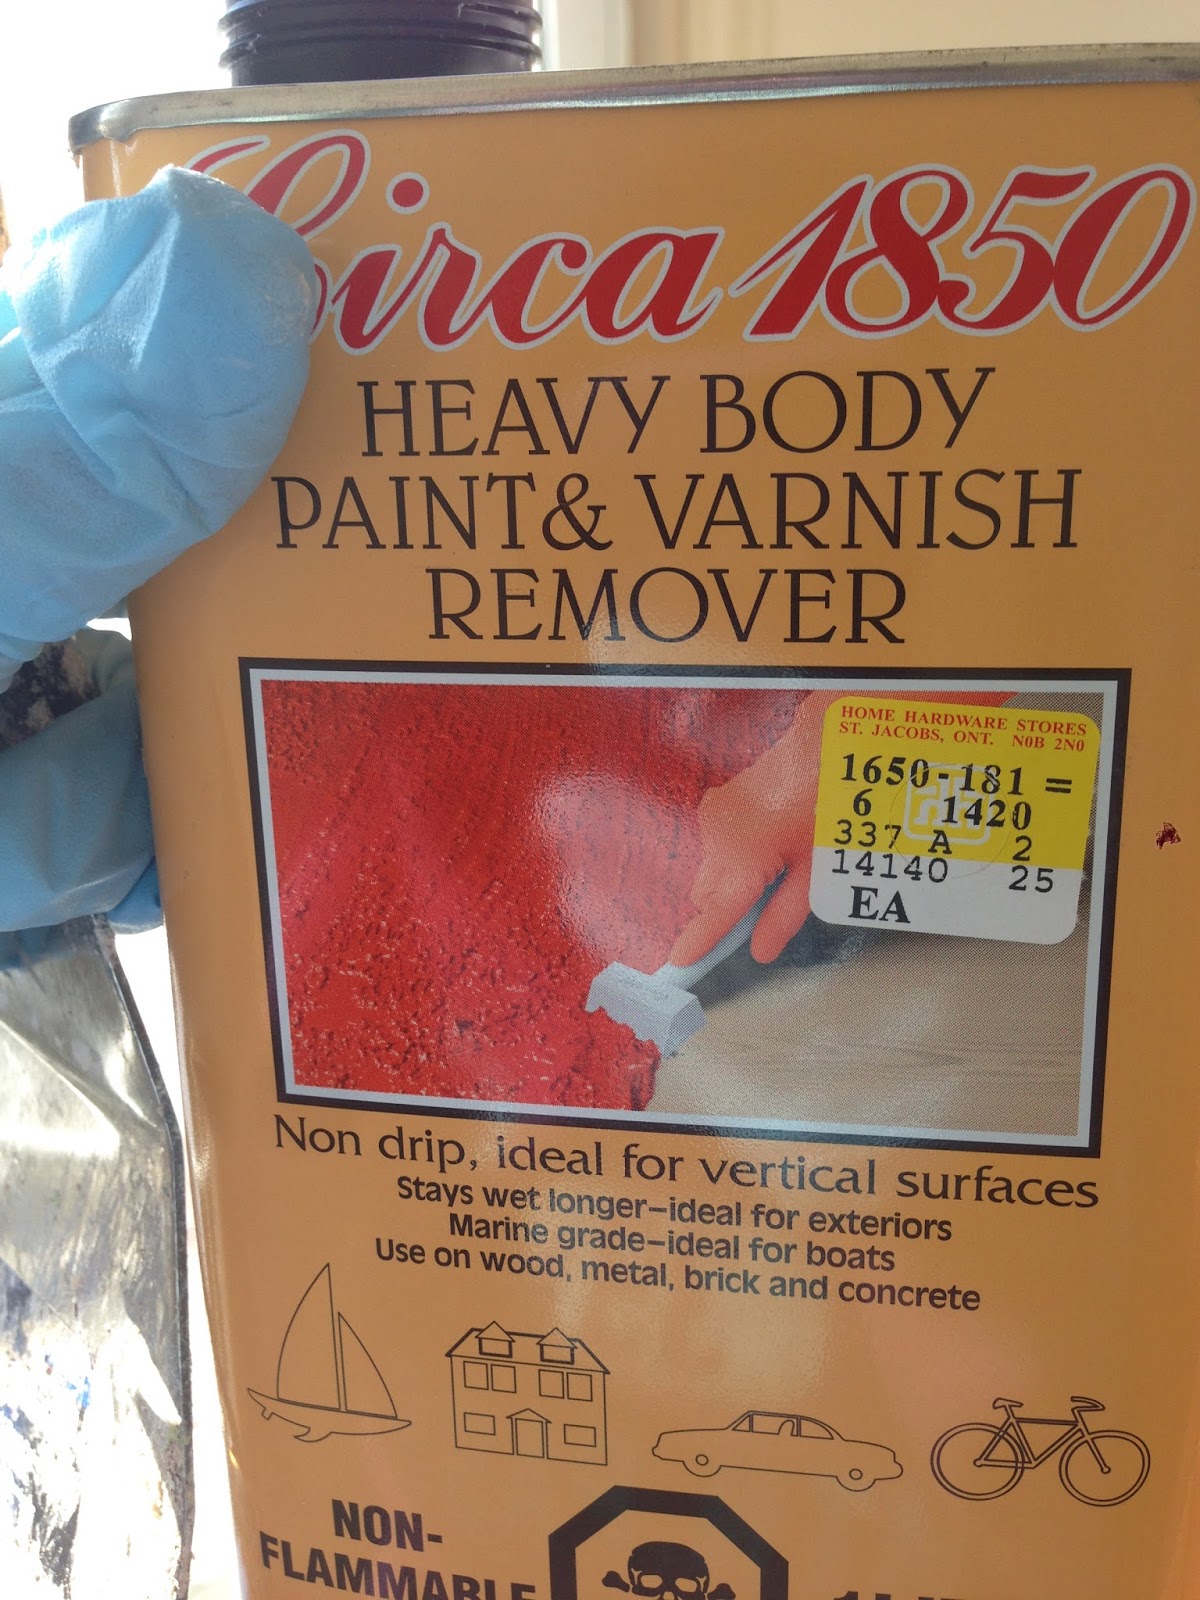 Circa 1850
HEAVY BODY
PAINT & VARNISH
REMOVER
HOME HARDWARE STORES
ST. JACOBS, ONT. N0B 2N0
1650-181 =
6 1420
337 A 2
14140 25
EA
Non drip, ideal for vertical surfaces
Stays wet longer–ideal for exteriors
Marine grade–ideal for boats
Use on wood, metal, brick and concrete
NON-
FLAMMABLE